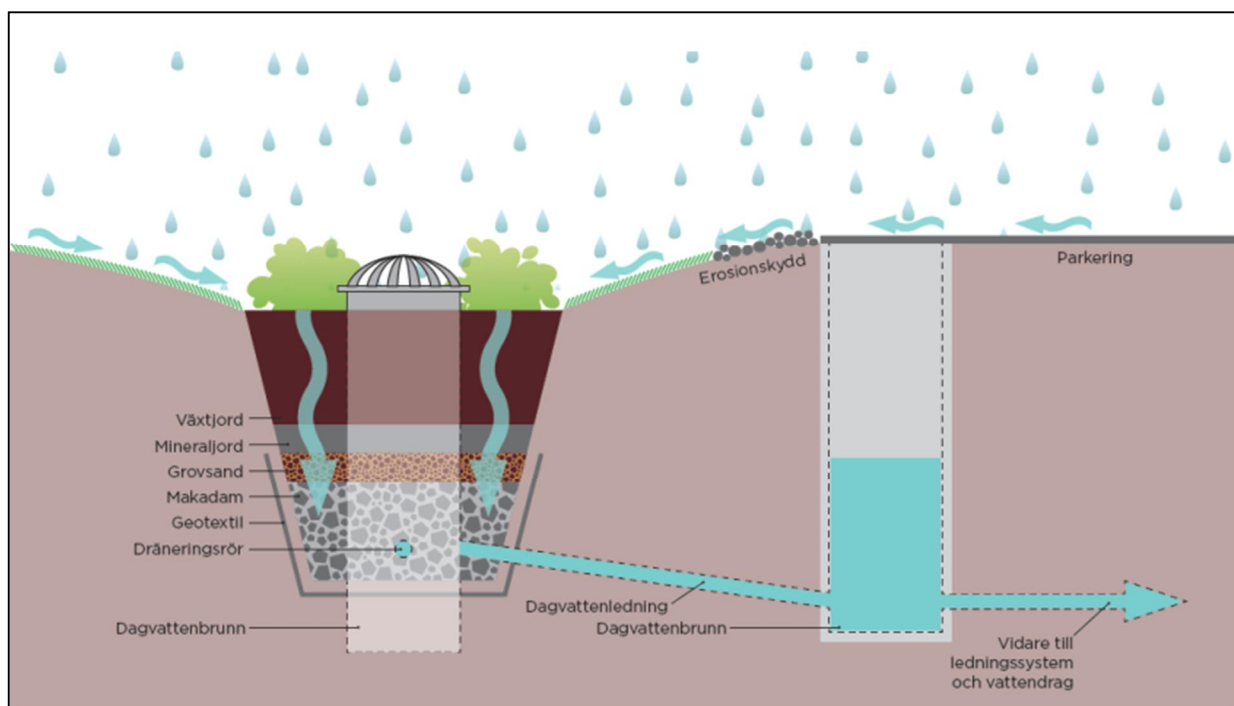 Erosionskydd
Parkering
Växtjord
Mineraljord
Grovsand
Makadam
Geotextil
Dräneringsrör
Dagvattenbrunn
Dagvattenledning
Dagvattenbrunn
Vidare till
ledningssystem
och vattendrag